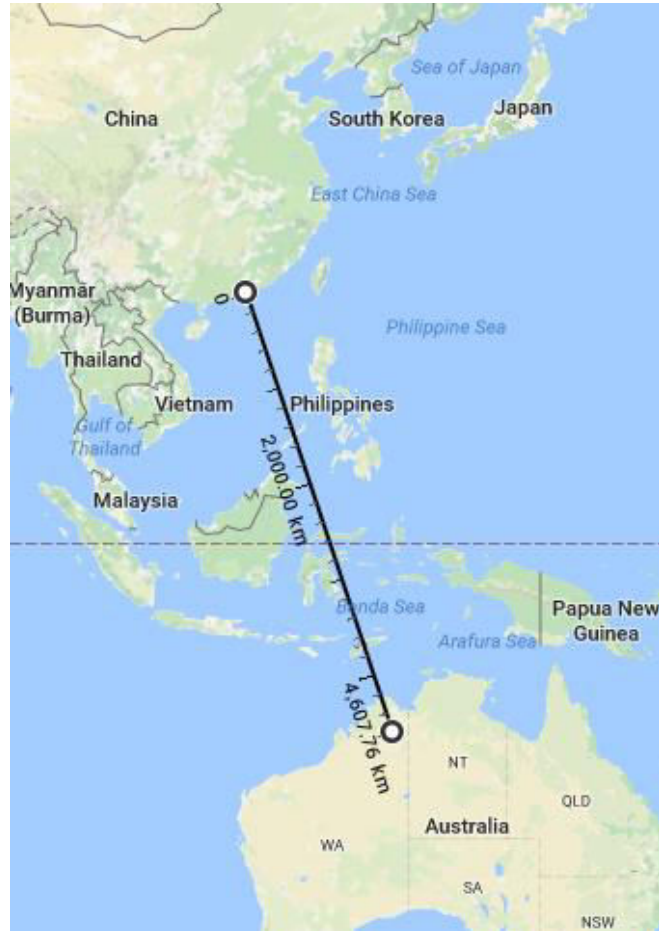 Sea of Japan
China
South Korea
Japan
East China Sea
Myanmar
(Burma)
0
Philippine Sea
Thailand
Vietnam
Philippines
Gulf of
Thailand
2,000.00 km
Malaysia
Banda Sea
Papua New
Guinea
Arafura Sea
4,607.76 km
NT
QLD
Australia
WA
SA
NSW